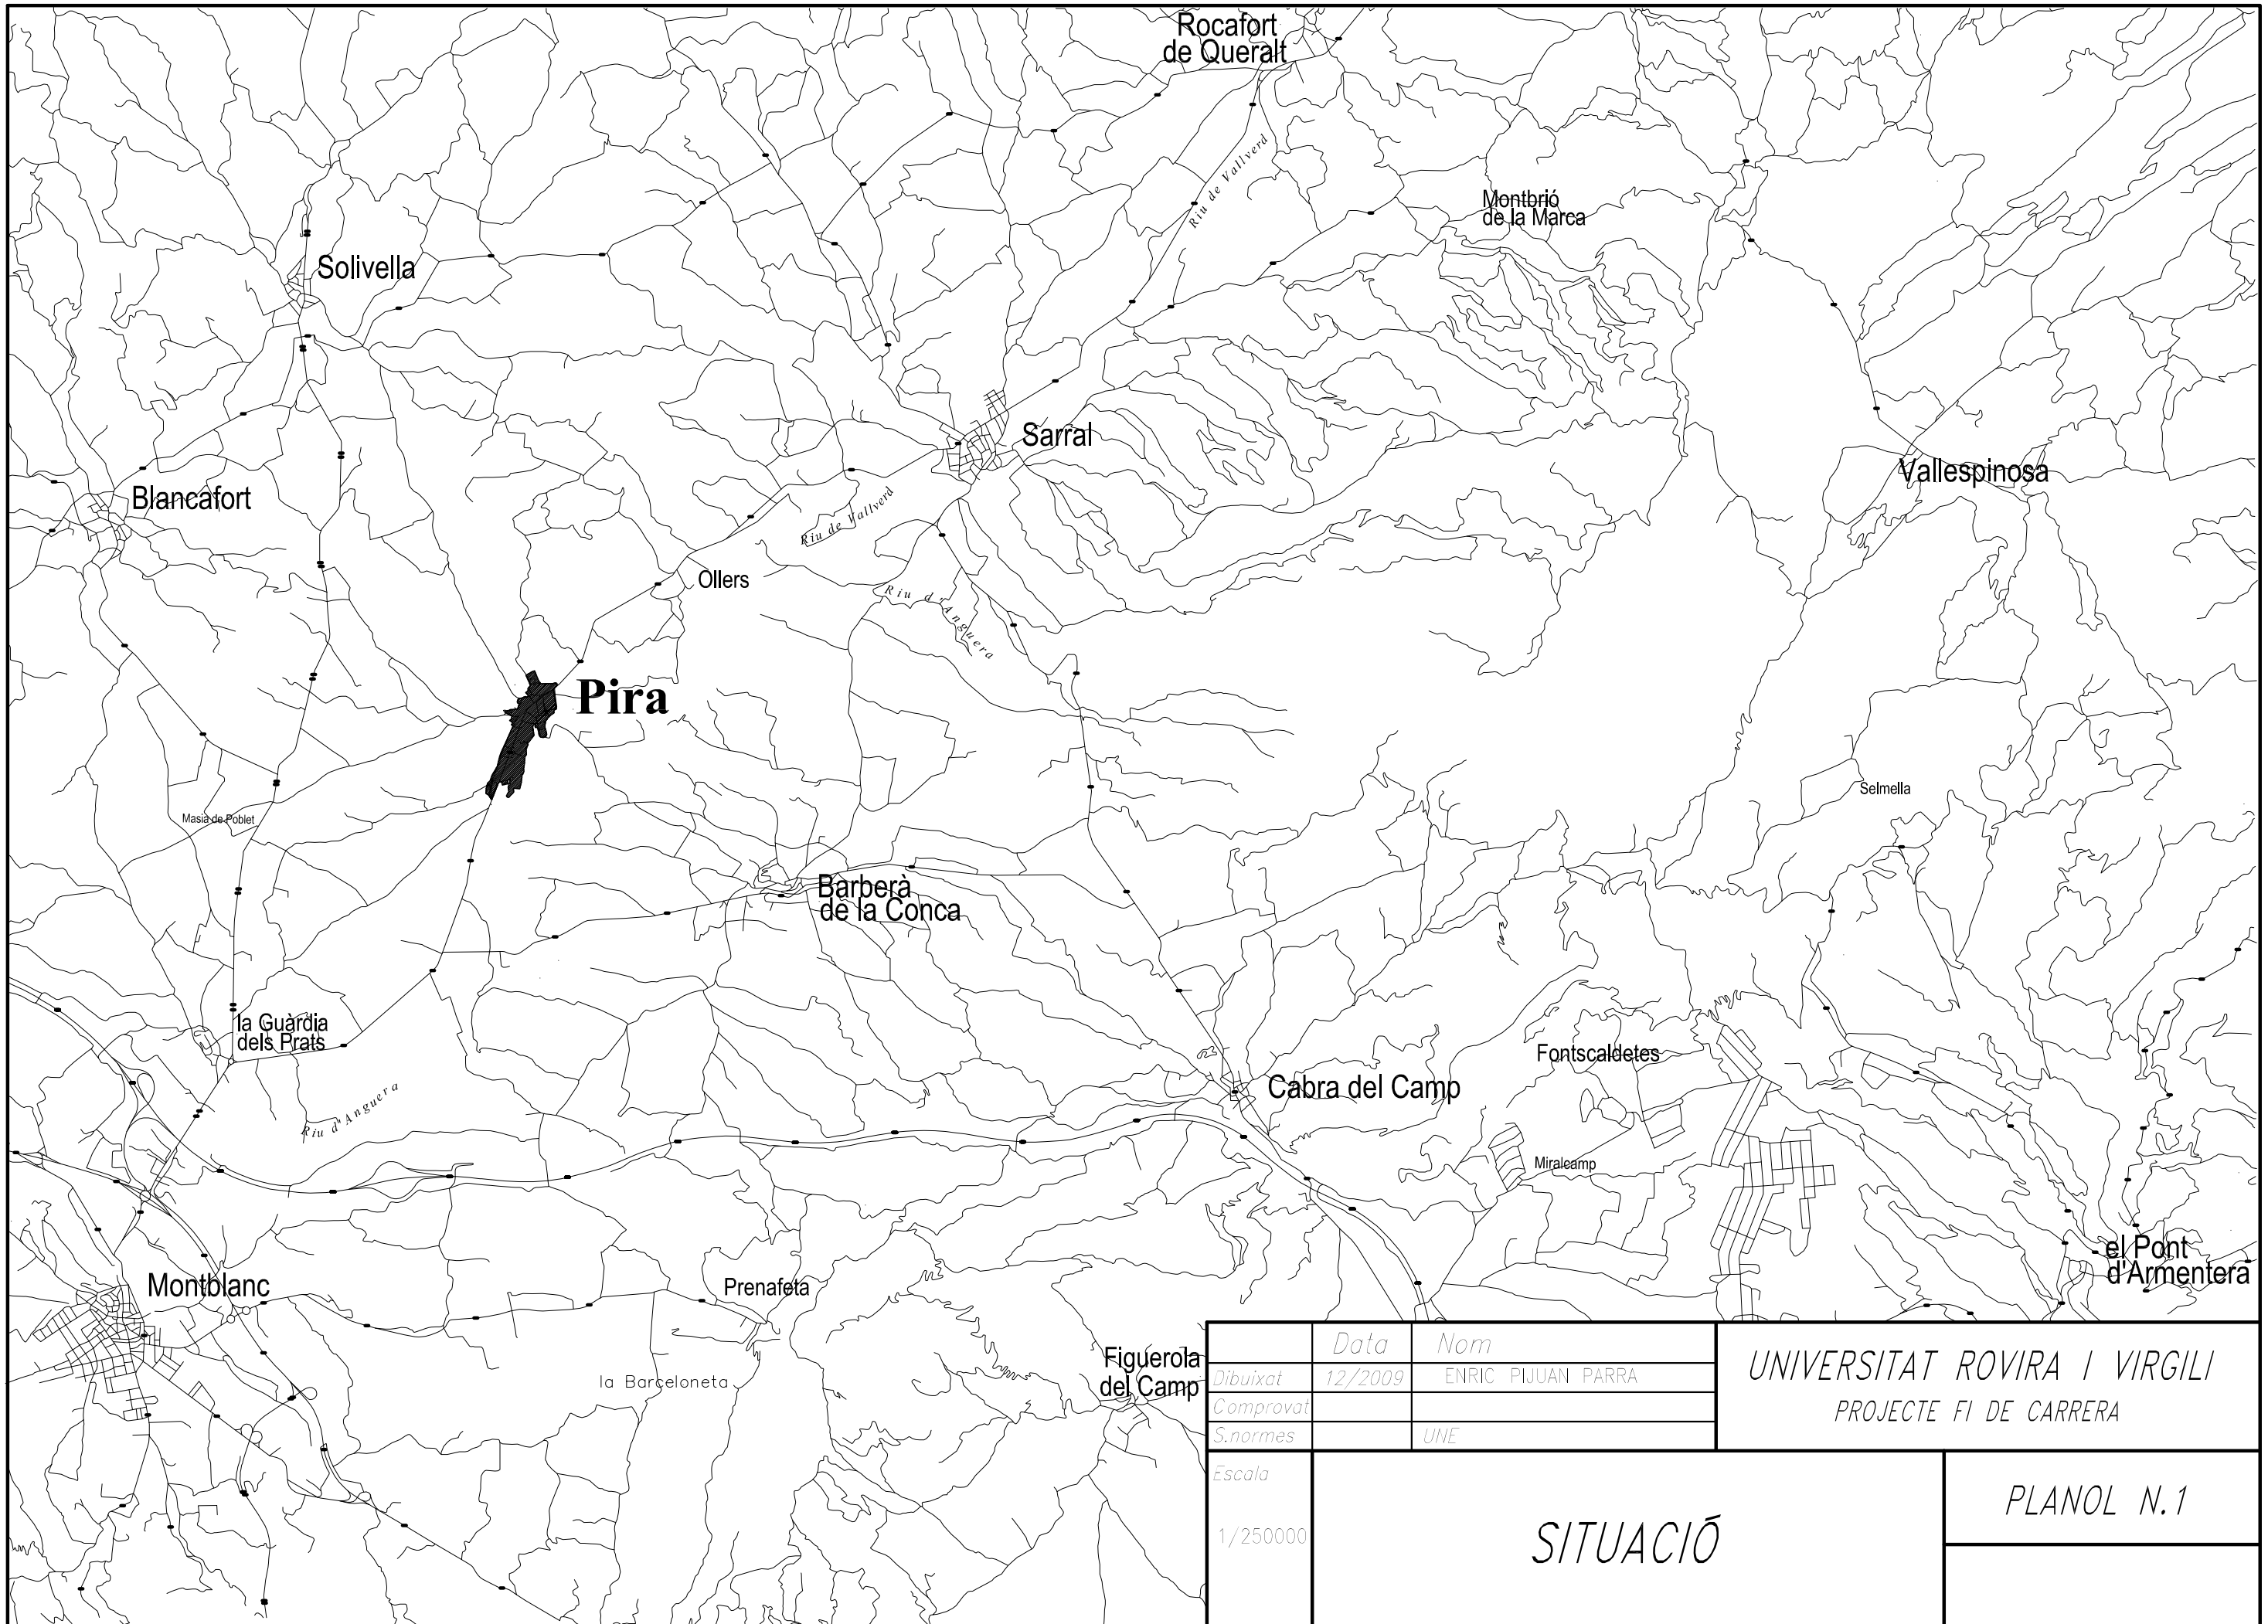 Rocafort
de Queralt
Riu de Vallverd
Montbrió
de la Marca
Solivella
Sarral
Vallespinosa
Blancafort
Riu de Vallverd
Ollers
Riu d'Anguera
Pira
Selmella
Masia de Poblet
Barberà
de la Conca
la Guàrdia
dels Prats
Fontscaldetes
Cabra del Camp
Riu d'Anguera
Miralcamp
el Pont
d'Armentera
Montblanc
Prenafeta
Figuerola
del Camp
la Barceloneta
Data Nom
Dibuixat 12/2009 ENRIC PIJUAN PARRA
Comprovat
S.normes UNE
UNIVERSITAT ROVIRA I VIRGILI
PROJECTE FI DE CARRERA
Escala
1/250000
SITUACIÓ
PLANOL N.1